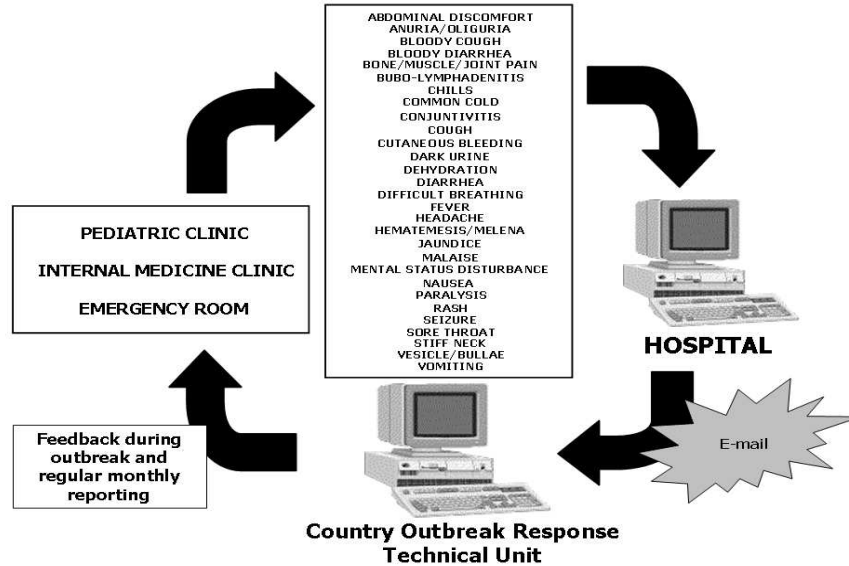 PEDIATRIC CLINIC
INTERNAL MEDICINE CLINIC
EMERGENCY ROOM
ABDOMINAL DISCOMFORT
ANURIA/OLIGURIA
BLOODY COUGH
BLOODY DIARRHEA
BONE/MUSCLE/JOINT PAIN
BUBO-LYMPHADENITIS
CHILLS
COMMON COLD
CONJUNTIVITIS
COUGH
CUTANEOUS BLEEDING
DARK URINE
DEHYDRATION
DIARRHEA
DIFFICULT BREATHING
FEVER
HEADACHE
HEMATEMESIS/MELENA
JAUNDICE
MALAISE
MENTAL STATUS DISTURBANCE
NAUSEA
PARALYSIS
RASH
SEIZURE
SORE THROAT
STIFF NECK
VESICLE/BULLAE
VOMITING
HOSPITAL
E-mail
Country Outbreak Response
Technical Unit
Feedback during
outbreak and
regular monthly
reporting